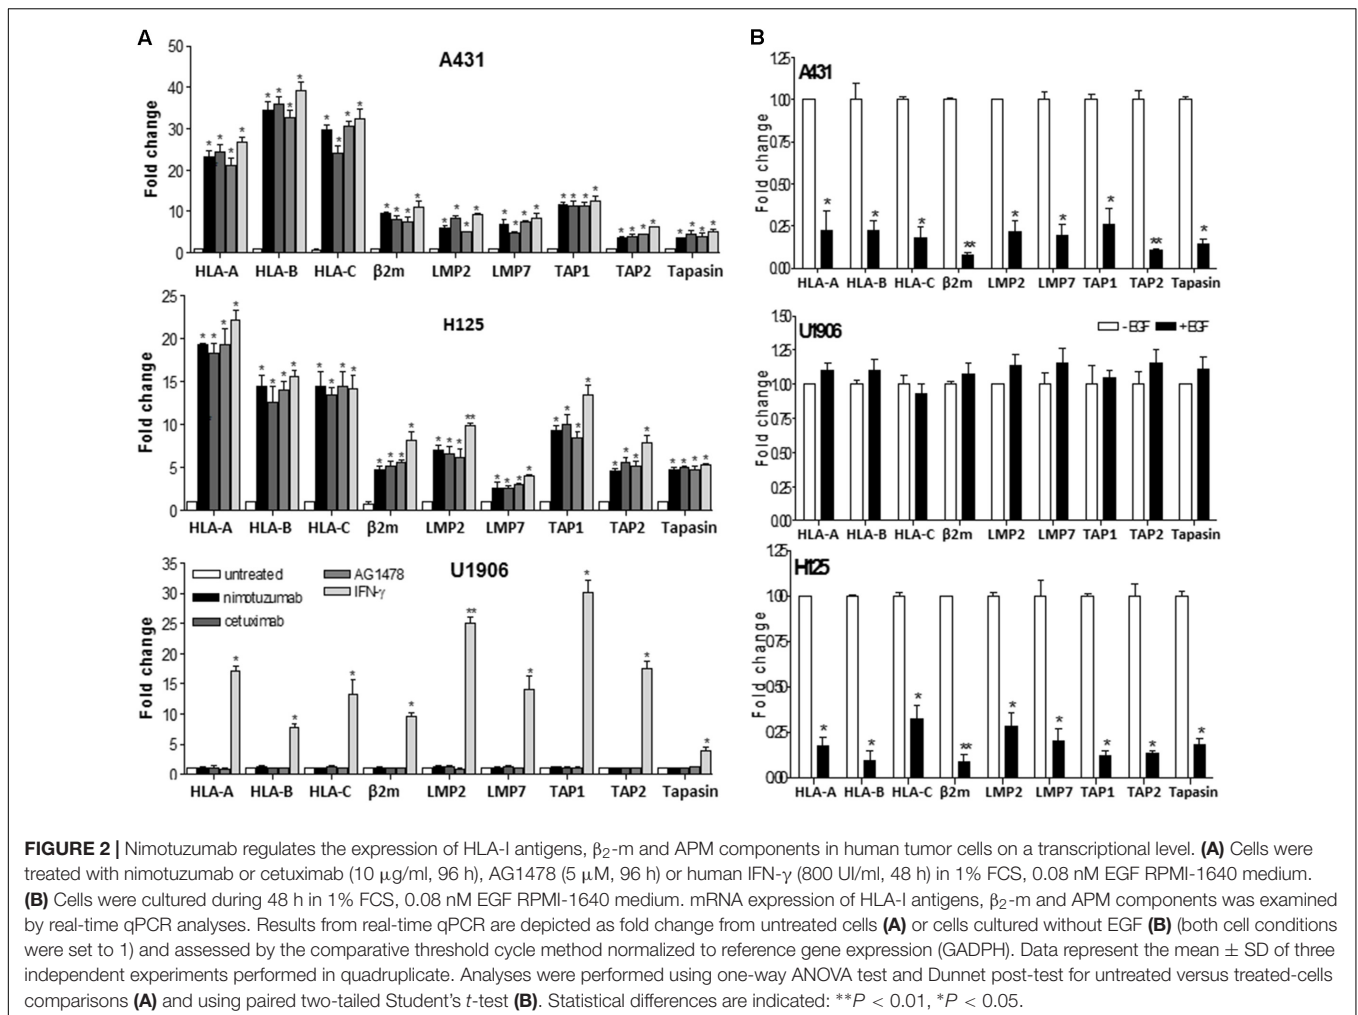 A
A431
Fold change
50
40
30
20
10
0
* * * * * * * * * * * * * * * * * * * * * * * * * * * * * * * * * * * *
HLA-A HLA-B HLA-C β2m LMP2 LMP7 TAP1 TAP2 Tapasin
H125
Fold change
25
20
15
10
5
0
* * * * * * * * * * * * * * * * * * * ** * * * * * * * * * * * * * * * *
HLA-A HLA-B HLA-C β2m LMP2 LMP7 TAP1 TAP2 Tapasin
U1906
untreated
nimotuzumab
cetuximab
AG1478
IFN-γ
Fold change
35
30
25
20
15
10
5
0
* * * * ** * * * *
HLA-A HLA-B HLA-C β2m LMP2 LMP7 TAP1 TAP2 Tapasin
B
A431
Fold change
1.25
1.00
0.75
0.50
0.25
0.00
* * * ** * * * ** *
HLA-A HLA-B HLA-C β2m LMP2 LMP7 TAP1 TAP2 Tapasin
U1906
-EGF +EGF
Fold change
1.50
1.25
1.00
0.75
0.50
0.25
0.00
HLA-A HLA-B HLA-C β2m LMP2 LMP7 TAP1 TAP2 Tapasin
H125
Fold change
1.25
1.00
0.75
0.50
0.25
0.00
* * * ** * * * * *
HLA-A HLA-B HLA-C β2m LMP2 LMP7 TAP1 TAP2 Tapasin
FIGURE 2 | Nimotuzumab regulates the expression of HLA-I antigens, β₂-m and APM components in human tumor cells on a transcriptional level. (A) Cells were
treated with nimotuzumab or cetuximab (10 μg/ml, 96 h), AG1478 (5 μM, 96 h) or human IFN-γ (800 UI/ml, 48 h) in 1% FCS, 0.08 nM EGF RPMI-1640 medium.
(B) Cells were cultured during 48 h in 1% FCS, 0.08 nM EGF RPMI-1640 medium. mRNA expression of HLA-I antigens, β₂-m and APM components was examined
by real-time qPCR analyses. Results from real-time qPCR are depicted as fold change from untreated cells (A) or cells cultured without EGF (B) (both cell conditions
were set to 1) and assessed by the comparative threshold cycle method normalized to reference gene expression (GADPH). Data represent the mean ± SD of three
independent experiments performed in quadruplicate. Analyses were performed using one-way ANOVA test and Dunnet post-test for untreated versus treated-cells
comparisons (A) and using paired two-tailed Student's t-test (B). Statistical differences are indicated: **P < 0.01, *P < 0.05.